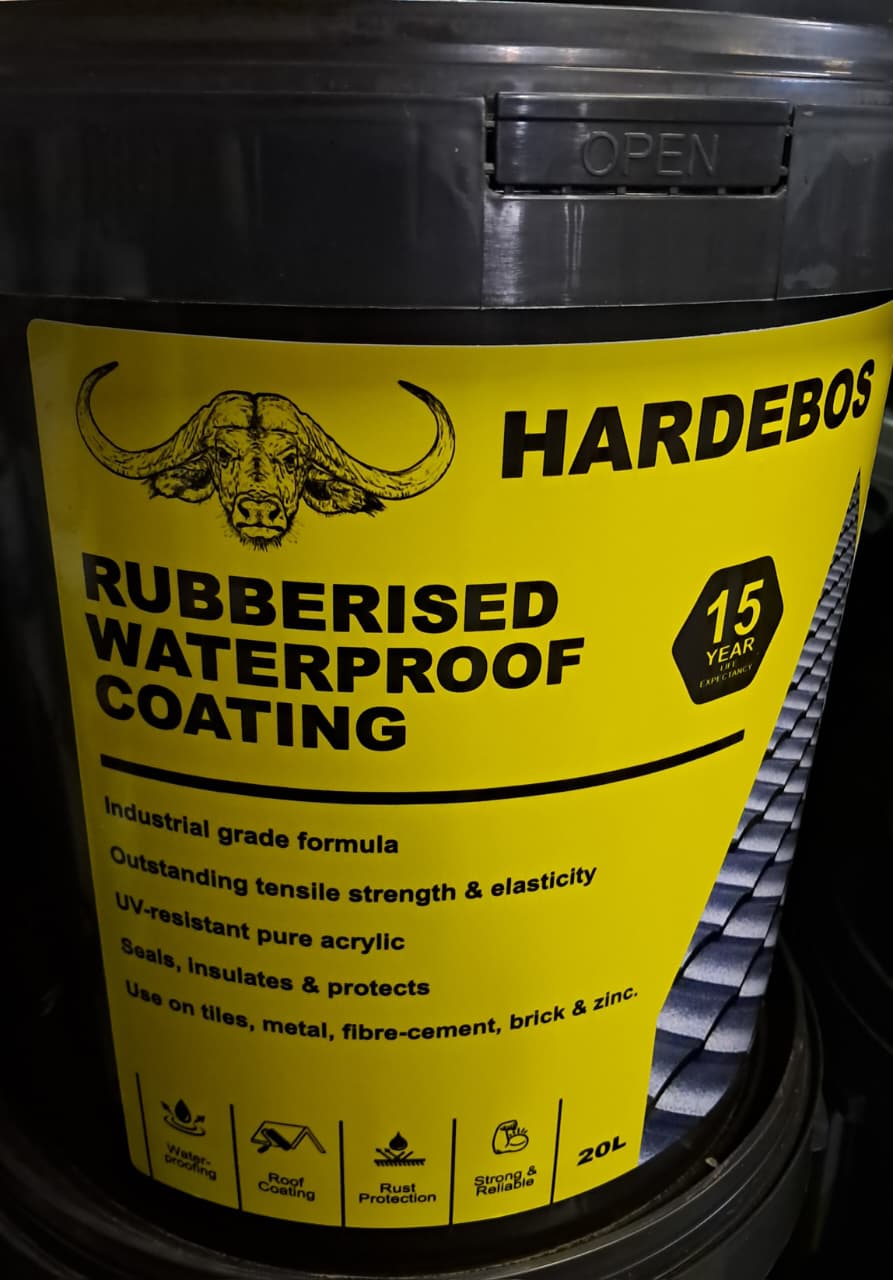 OPEN
HARDEBOS
RUBBERISED
WATERPROOF
COATING
15
YEAR
LIFE
EXPECTANCY
Industrial grade formula
Outstanding tensile strength & elasticity
UV-resistant pure acrylic
Seals, insulates & protects
Use on tiles, metal, fibre-cement, brick & zinc.
Water-
proofing
Roof
Coating
Rust
Protection
Strong &
Reliable
20L